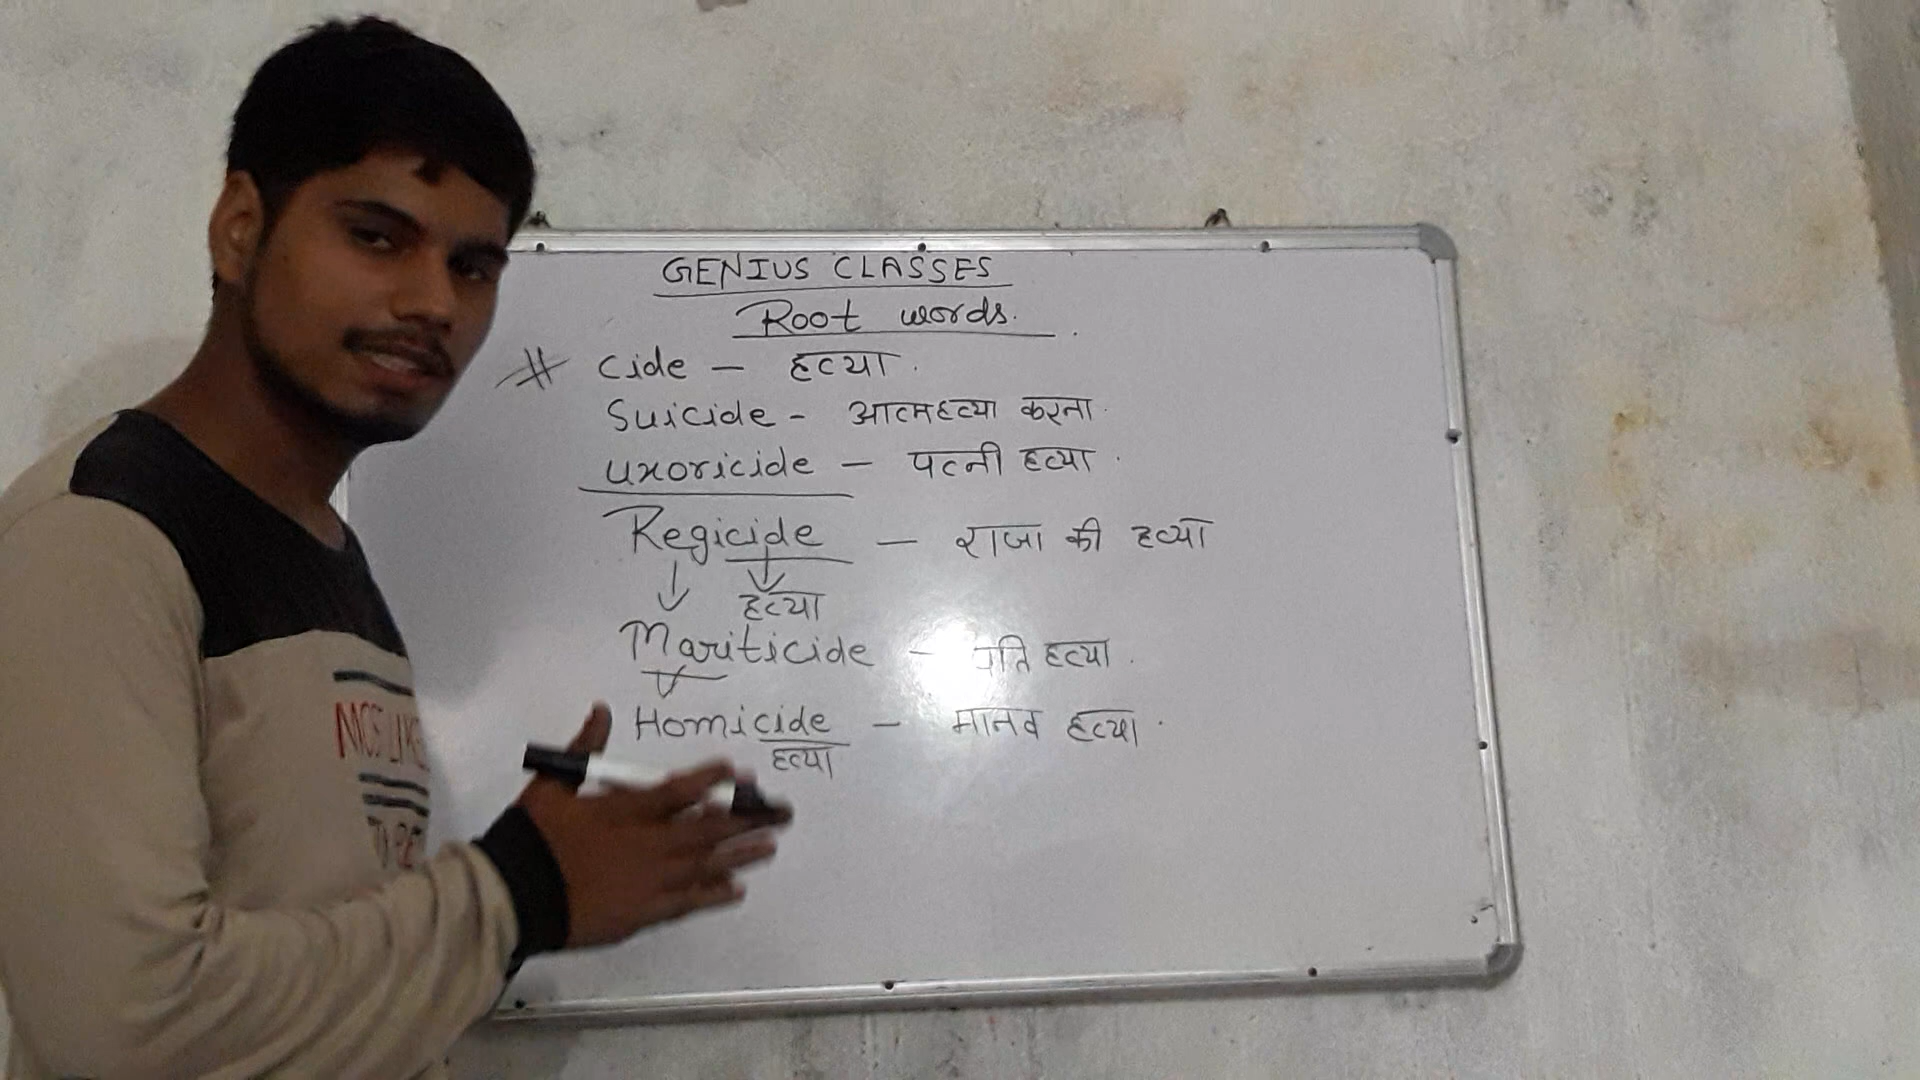 GENIUS CLASSES
Root words.
# Cide - हत्या.
Suicide - आत्महत्या करना.
uxoricide - पत्नी हत्या.
Regicide - राजा की हत्या
हत्या
Mariticide - पति हत्या.
Homicide - मानव हत्या.
हत्या